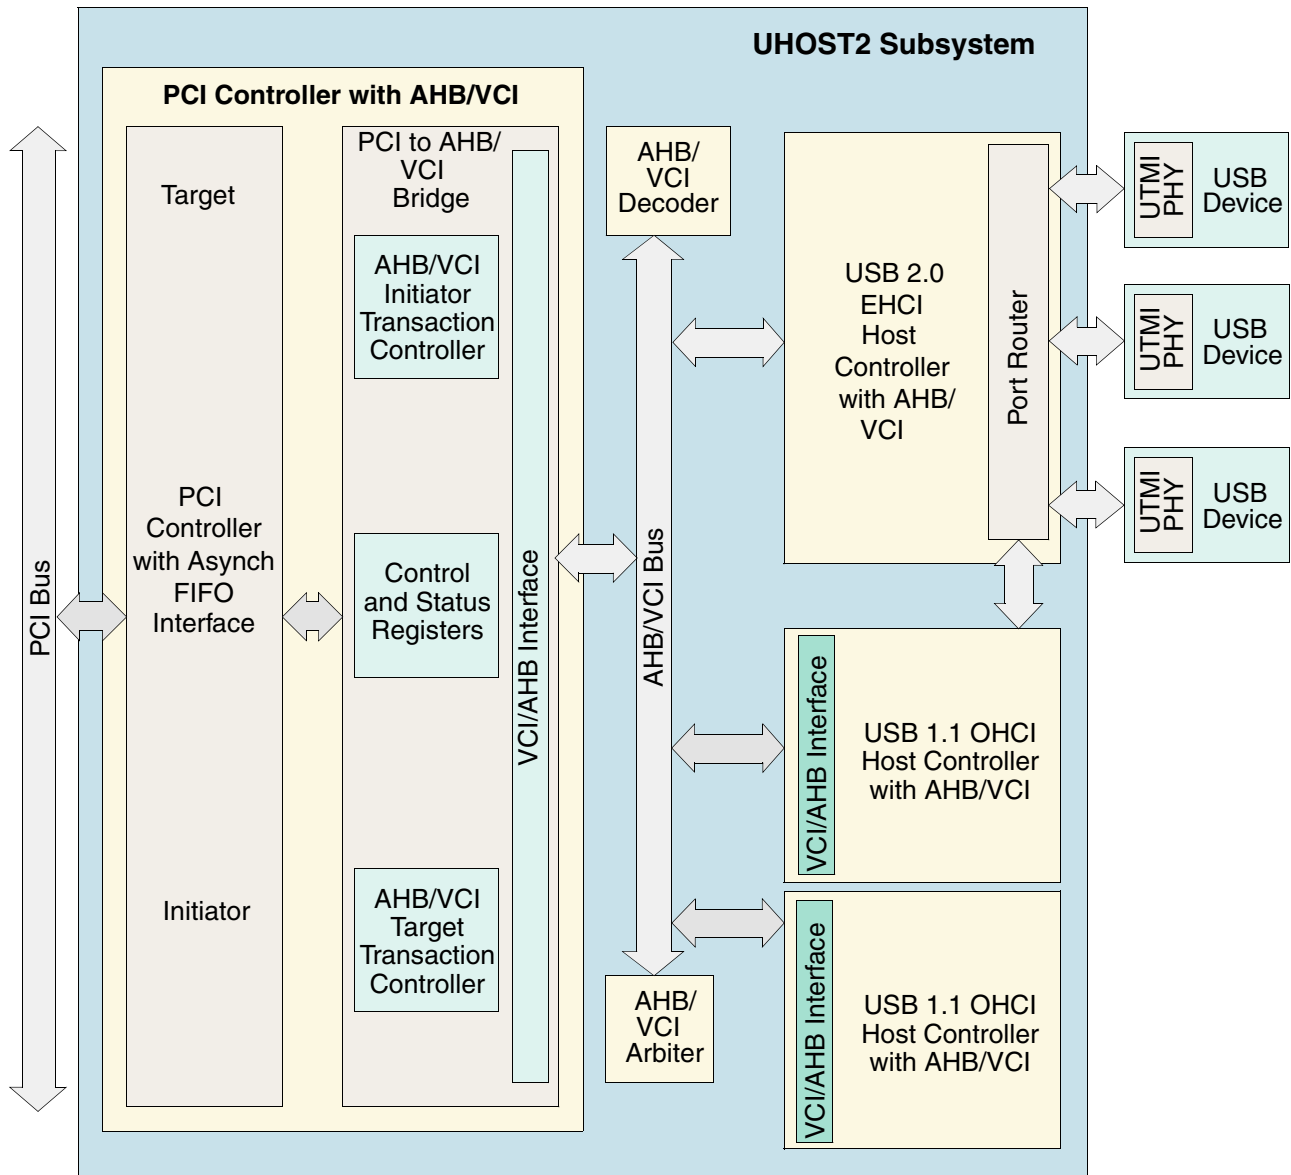 UHOST2 Subsystem
PCI Controller with AHB/VCI
PCI Bus
Target
PCI
Controller
with Asynch
FIFO
Interface
Initiator
PCI to AHB/
VCI
Bridge
AHB/VCI
Initiator
Transaction
Controller
Control
and Status
Registers
AHB/VCI
Target
Transaction
Controller
VCI/AHB Interface
AHB/
VCI
Decoder
AHB/VCI Bus
AHB/
VCI
Arbiter
USB 2.0
EHCI
Host
Controller
with AHB/
VCI
Port Router
UTMI
PHY
USB
Device
UTMI
PHY
USB
Device
UTMI
PHY
USB
Device
VCI/AHB Interface
USB 1.1 OHCI
Host Controller
with AHB/VCI
VCI/AHB Interface
USB 1.1 OHCI
Host Controller
with AHB/VCI